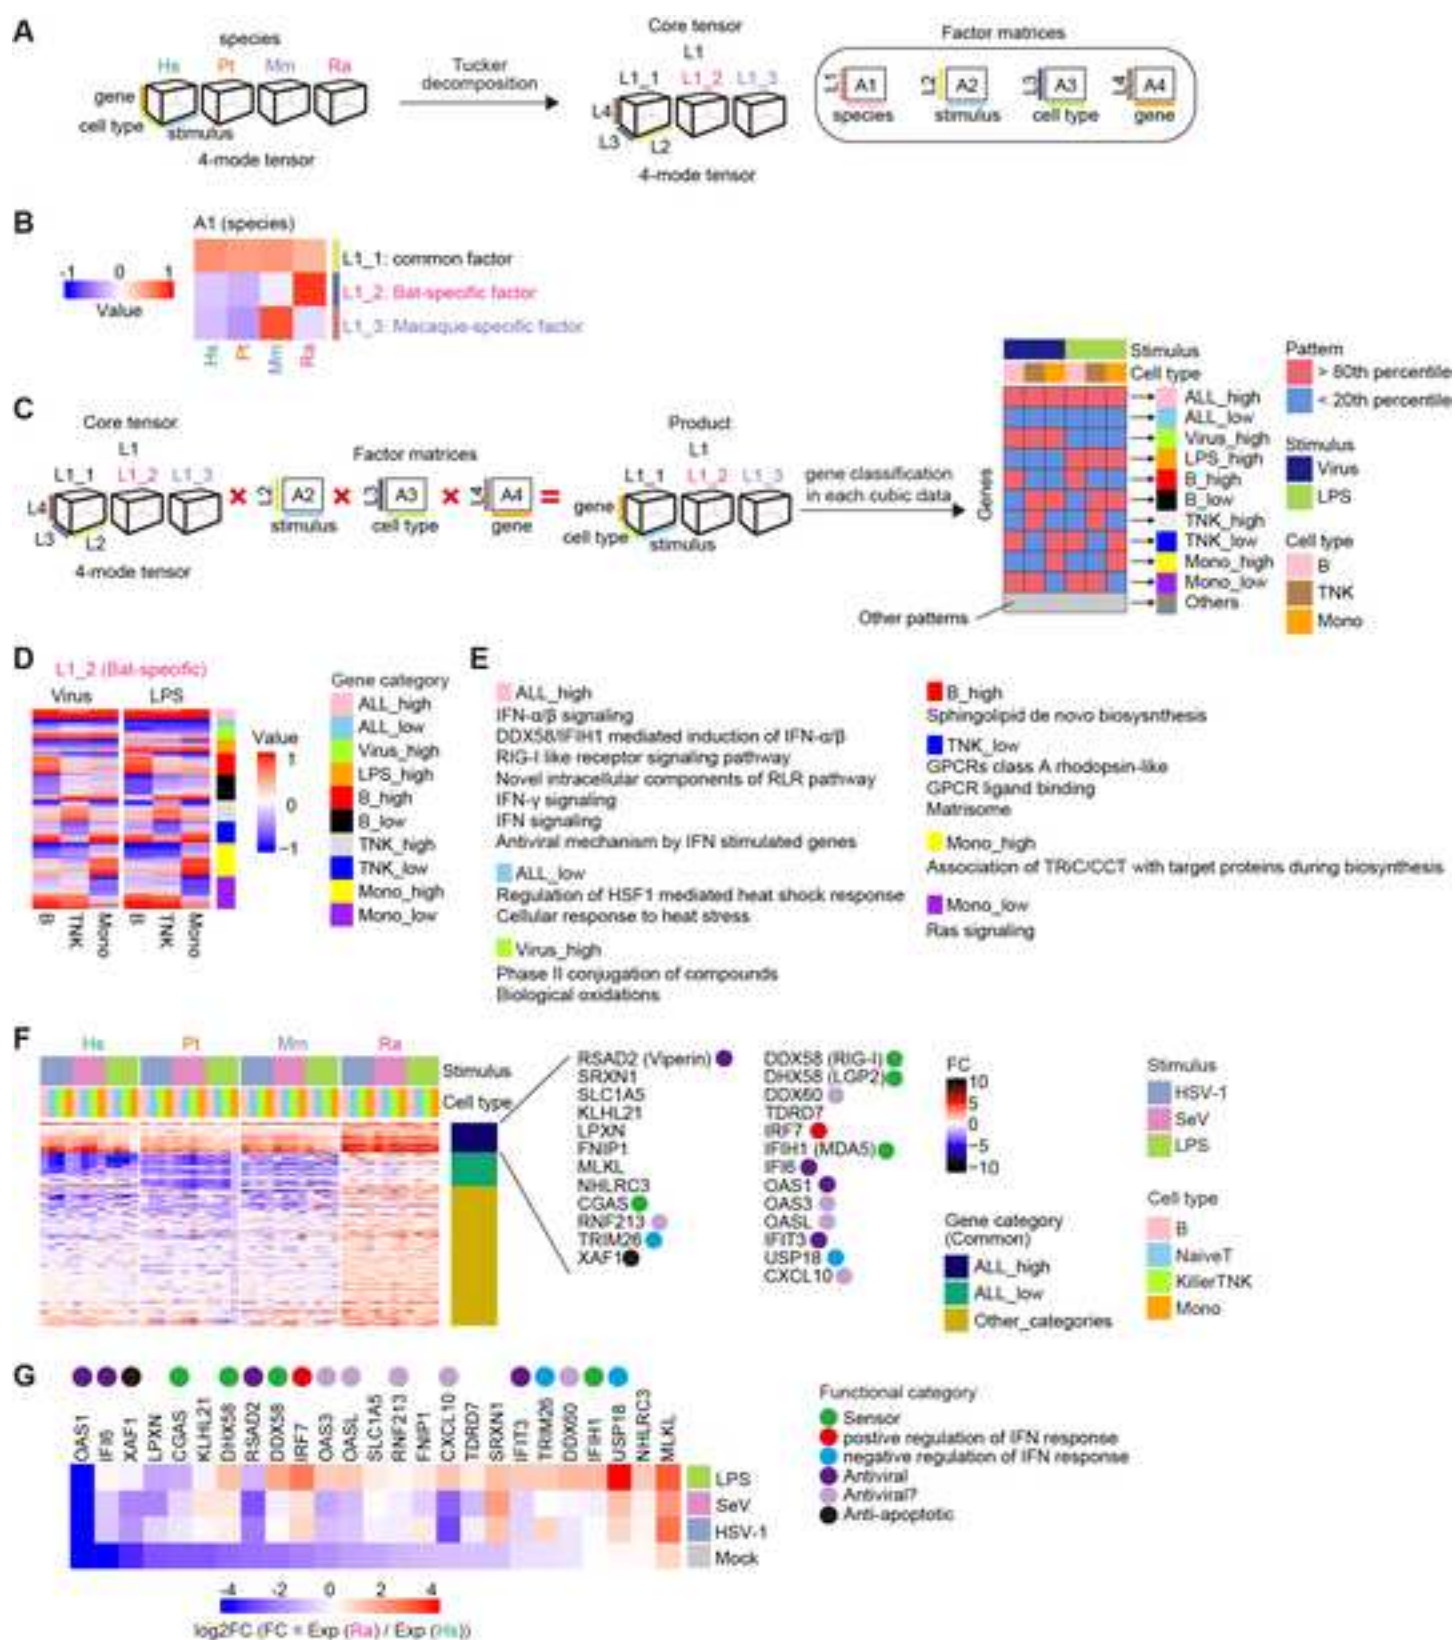 A
species
Hs Pt Mm Ra
gene
cell type
stimulus
4-mode tensor
Tucker
decomposition
Core tensor
L1
L1_1 L1_2 L1_3
L4
L3
L2
4-mode tensor
Factor matrices
L1 A1 L2 A2 L3 A3 L4 A4
species stimulus cell type gene
B
A1 (species)
-1 0 1
Value
L1_1: common factor
L1_2: Bat-specific factor
L1_3: Macaque-specific factor
Hs Pt Mm Ra
C
Core tensor
L1
L1_1 L1_2 L1_3
L4
L3
L2
4-mode tensor
Factor matrices
L2 A2 L3 A3 L4 A4
stimulus cell type gene
Product
L1
L1_1 L1_2 L1_3
gene
cell type
stimulus
gene classification
in each cubic data
Genes
Stimulus
Cell type
ALL_high
ALL_low
Virus_high
LPS_high
B_high
B_low
TNK_high
TNK_low
Mono_high
Mono_low
Others
Other patterns
Pattern
> 80th percentile
< 20th percentile
Stimulus
Virus
LPS
Cell type
B
TNK
Mono
D
L1_2 (Bat-specific)
Virus LPS
B TNK Mono B TNK Mono
Value
1
0
-1
Gene category
ALL_high
ALL_low
Virus_high
LPS_high
B_high
B_low
TNK_high
TNK_low
Mono_high
Mono_low
E
ALL_high
IFN-α/β signaling
DDX58/IFIH1 mediated induction of IFN-α/β
RIG-I like receptor signaling pathway
Novel intracellular components of RLR pathway
IFN-γ signaling
IFN signaling
Antiviral mechanism by IFN stimulated genes
ALL_low
Regulation of HSF1 mediated heat shock response
Cellular response to heat stress
Virus_high
Phase II conjugation of compounds
Biological oxidations
B_high
Sphingolipid de novo biosysnthesis
TNK_low
GPCRs class A rhodopsin-like
GPCR ligand binding
Matrisome
Mono_high
Association of TRiC/CCT with target proteins during biosynthesis
Mono_low
Ras signaling
F
Hs Pt Mm Ra
Stimulus
Cell type
RSAD2 (Viperin)
SRXN1
SLC1A5
KLHL21
LPXN
FNIP1
MLKL
NHLRC3
CGAS
RNF213
TRIM26
XAF1
DDX58 (RIG-I)
DHX58 (LGP2)
DDX60
TDRD7
IRF7
IFIH1 (MDA5)
IFI6
OAS1
OAS3
OASL
IFIT3
USP18
CXCL10
FC
10
5
0
-5
-10
Gene category
(Common)
ALL_high
ALL_low
Other_categories
Stimulus
HSV-1
SeV
LPS
Cell type
B
NaiveT
KillerTNK
Mono
G
OAS1 IFI6 XAF1 LPXN CGAS KLHL21 DHX58 RSAD2 DDX58 IRF7 OAS3 OASL SLC1A5 RNF213 FNIP1 CXCL10 TDRD7 SRXN1 IFIT3 TRIM26 DDX60 IFIH1 USP18 NHLRC3 MLKL
LPS
SeV
HSV-1
Mock
-4 -2 0 2 4
log2FC (FC = Exp (Ra) / Exp (Hs))
Functional category
Sensor
postive regulation of IFN response
negative regulation of IFN response
Antiviral
Antiviral?
Anti-apoptotic